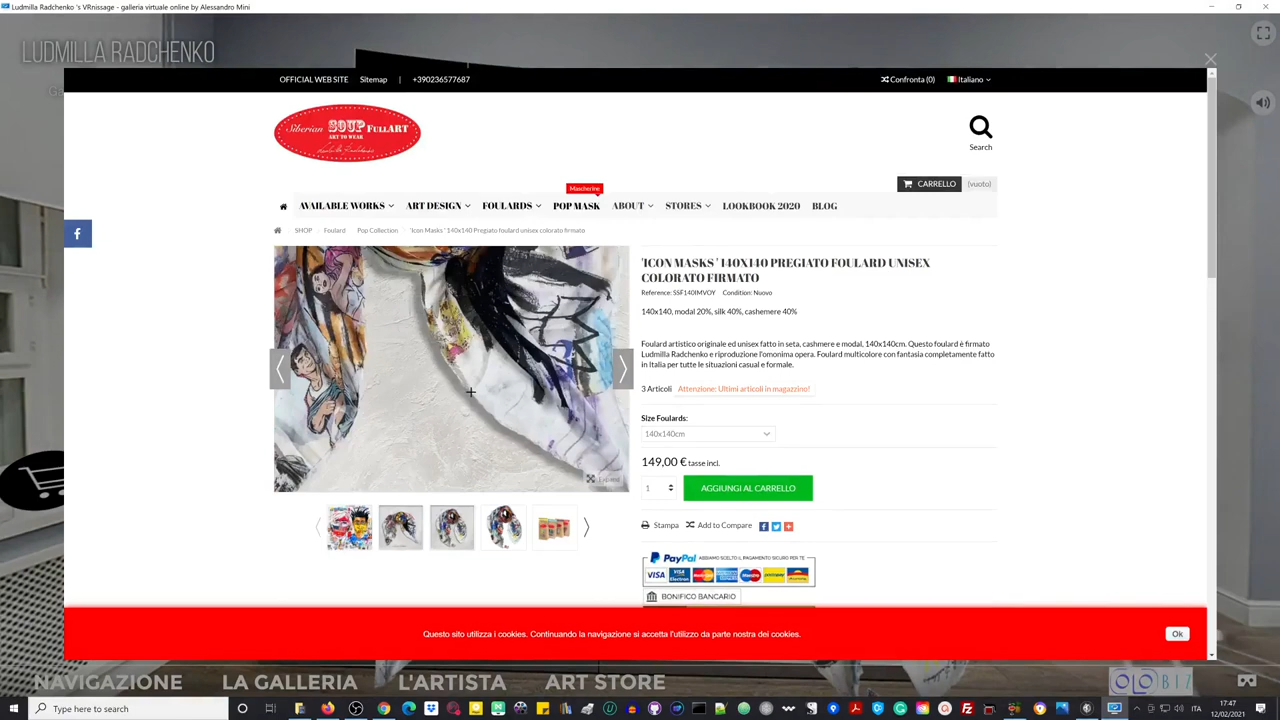 Ludmilla Radchenko 's VRnissage - galleria virtuale online by Alessandro Mini
LUDMILLA RADCHENKO
OFFICIAL WEB SITE Sitemap | +390236577687
Confronta (0) Italiano
Siberian SOUP FullART
ART TO WEAR
Search
CARRELLO (vuoto)
Mascherine
AVAILABLE WORKS ART DESIGN FOULARDS POP MASK ABOUT STORES LOOKBOOK 2020 BLOG
SHOP Foulard Pop Collection 'Icon Masks ' 140x140 Pregiato foulard unisex colorato firmato
'ICON MASKS ' 140X140 PREGIATO FOULARD UNISEX
COLORATO FIRMATO
Reference: SSF140IMVOY Condition: Nuovo
140x140, modal 20%, silk 40%, cashemere 40%
Foulard artistico originale ed unisex fatto in seta, cashmere e modal, 140x140cm. Questo foulard è firmato
Ludmilla Radchenko e riproduzione l'omonima opera. Foulard multicolore con fantasia completamente fatto
in Italia per tutte le situazioni casual e formale.
3 Articoli Attenzione: Ultimi articoli in magazzino!
Size Foulards:
140x140cm
149,00 € tasse incl.
1 AGGIUNGI AL CARRELLO
Expand
Stampa Add to Compare
PayPal ABBIAMO SCELTO IL PAGAMENTO SICURO PER TE
VISA VISA Electron MasterCard Maestro postepay
BONIFICO BANCARIO
Questo sito utilizza i cookies. Continuando la navigazione si accetta l'utilizzo da parte nostra dei cookies.
Ok
NAVIGAZIONE LA GALLERIA L'ARTISTA ART STORE
OLOBIZ
Type here to search
ITA
17:47
12/02/2021